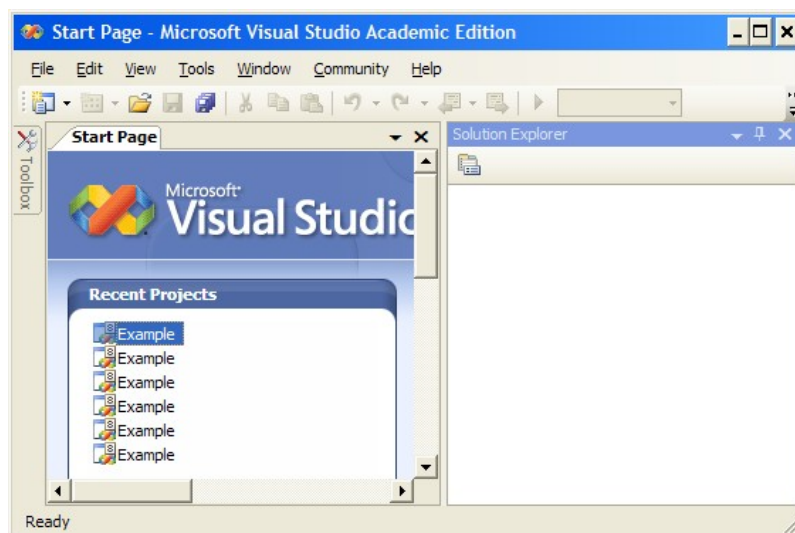 Start Page - Microsoft Visual Studio Academic Edition
File Edit View Tools Window Community Help
Toolbox
Start Page
Solution Explorer
Microsoft
Visual Studio
Recent Projects
Example
Example
Example
Example
Example
Example
Ready